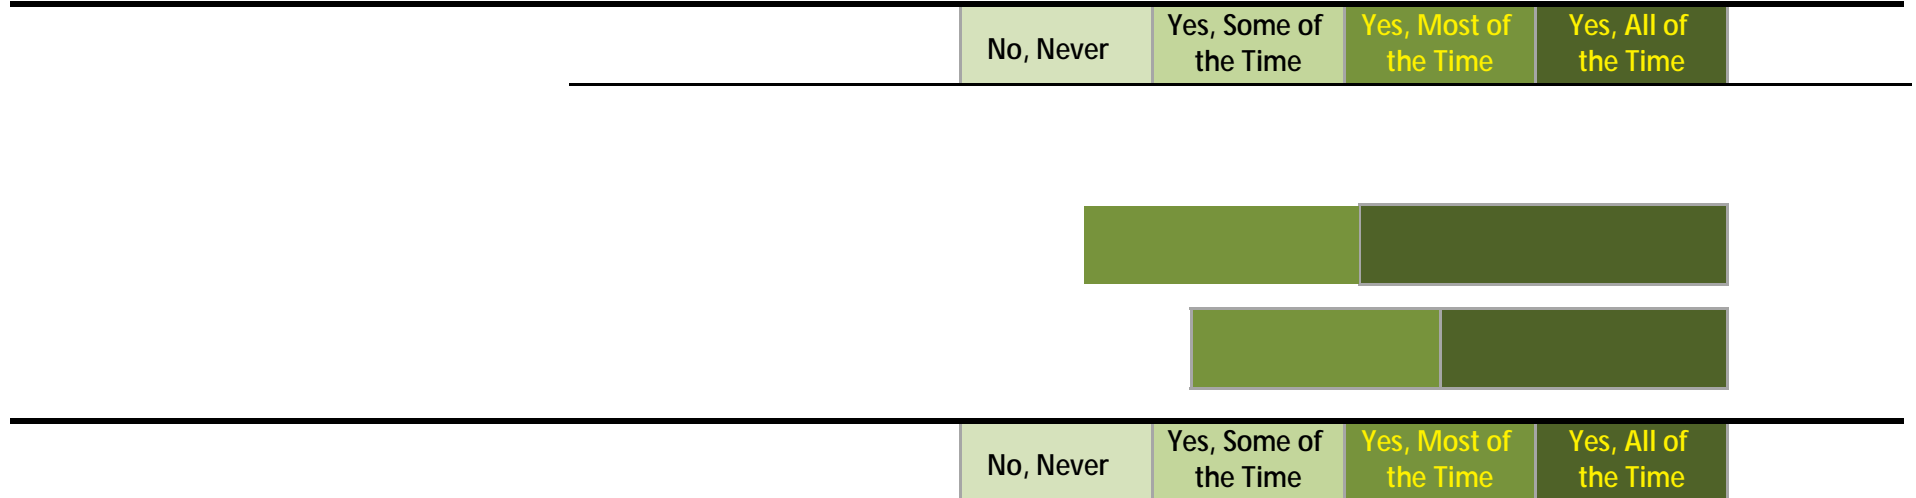 No, Never
Yes, Some of
the Time
Yes, Most of
the Time
Yes, All of
the Time
No, Never
Yes, Some of
the Time
Yes, Most of
the Time
Yes, All of
the Time